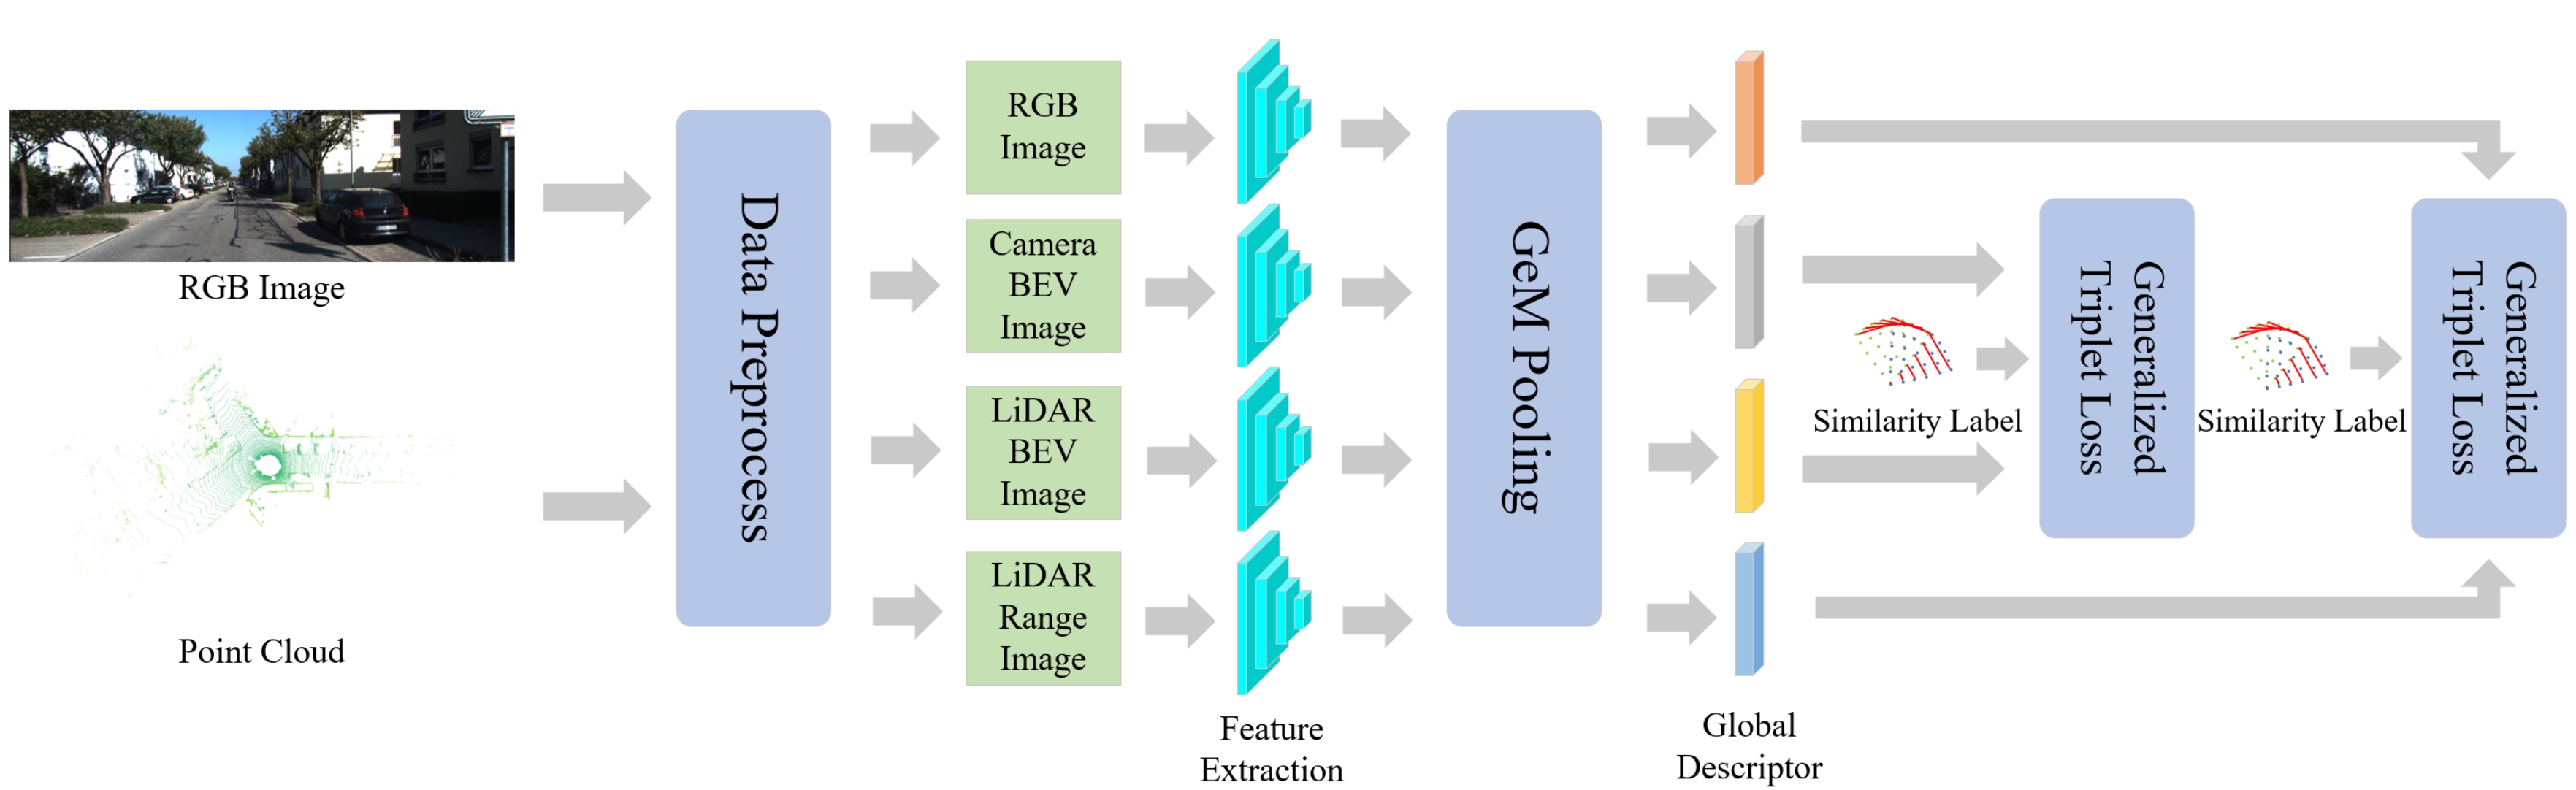 RGB Image
Point Cloud
Data Preprocess
RGB
Image
Camera
BEV
Image
LiDAR
BEV
Image
LiDAR
Range
Image
Feature
Extraction
GeM Pooling
Global
Descriptor
Similarity Label
Generalized
Triplet Loss
Similarity Label
Generalized
Triplet Loss